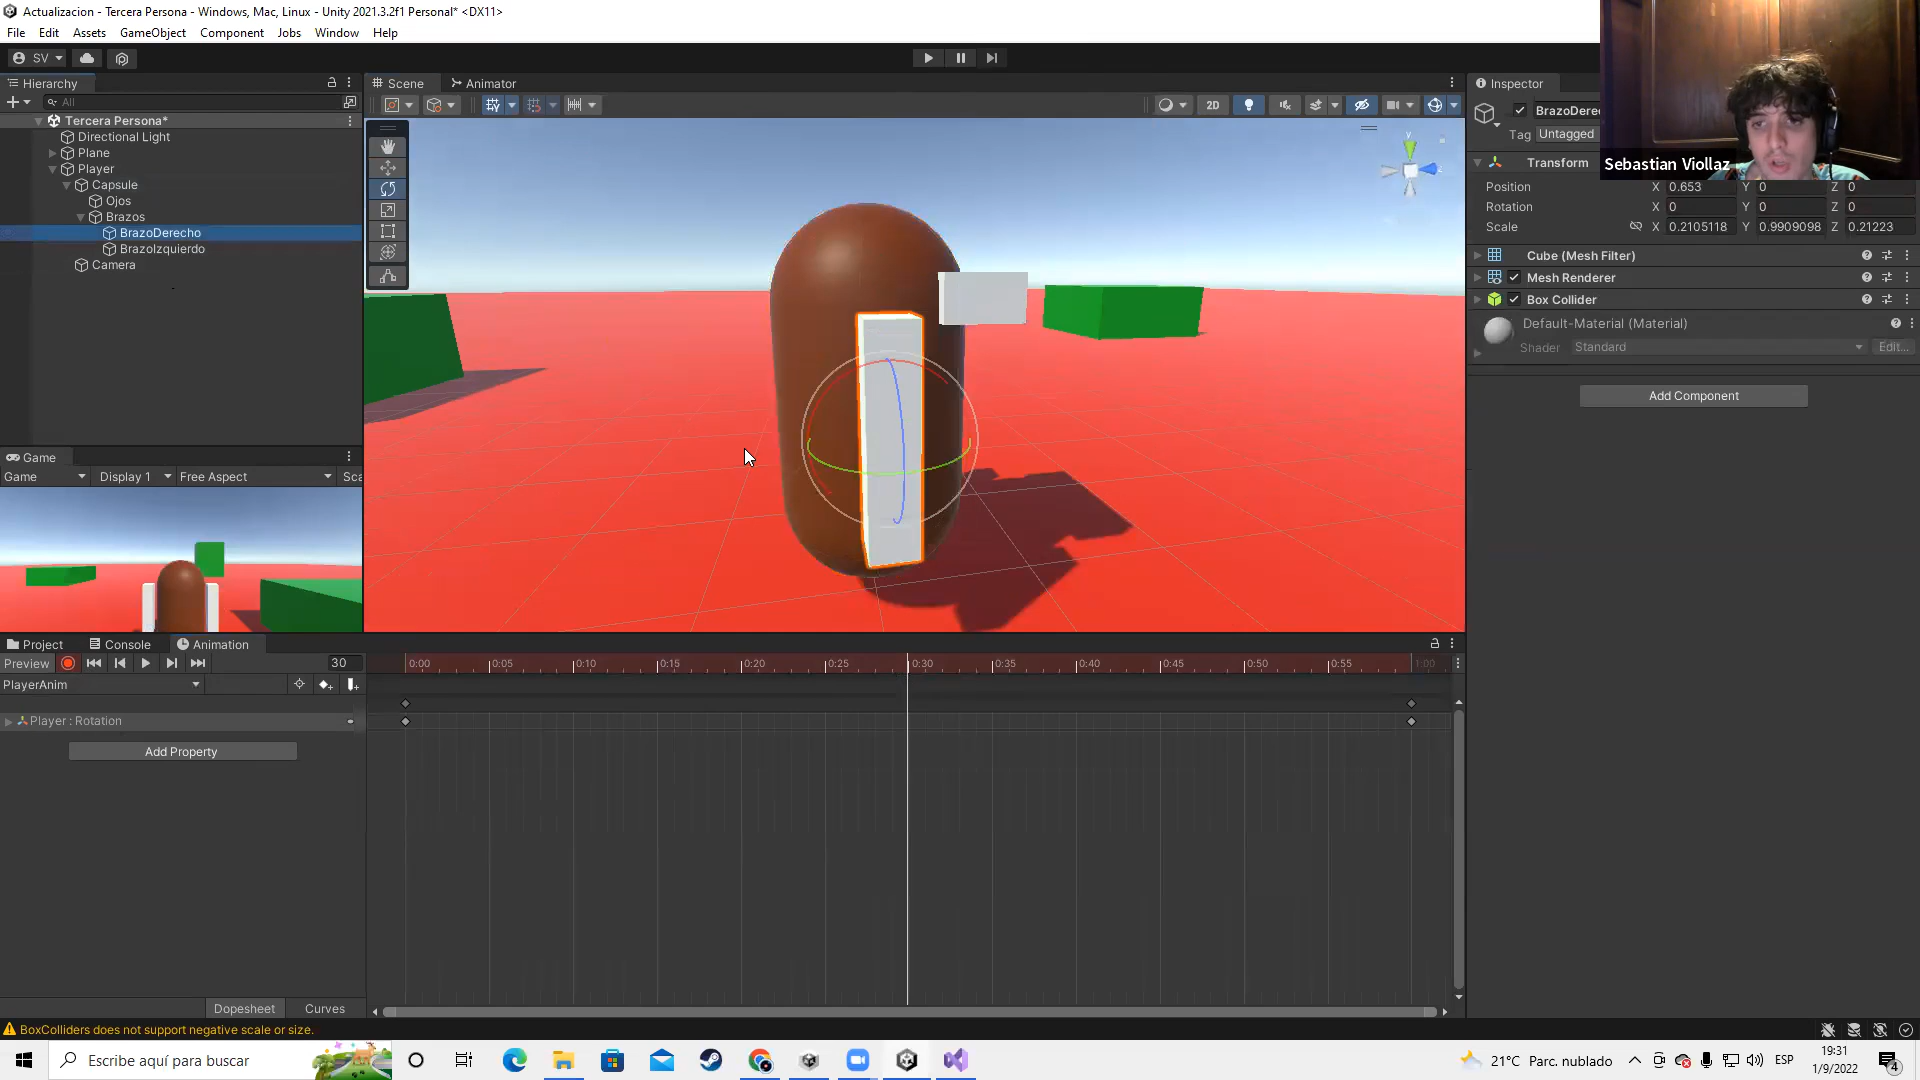 Actualizacion - Tercera Persona - Windows, Mac, Linux - Unity 2021.3.2f1 Personal* <DX11>
File Edit Assets GameObject Component Jobs Window Help
SV
Hierarchy
Scene
Animator
Inspector
All
2D
Tercera Persona*
Directional Light
Plane
Player
Capsule
Ojos
Brazos
BrazoDerecho
BrazoIzquierdo
Camera
Sebastian Viollaz
Tag Untagged
Transform
Position X 0.653 Y 0 Z 0
Rotation X 0 Y 0 Z 0
Scale X 0.2105118 Y 0.9909098 Z 0.21223
Cube (Mesh Filter)
Mesh Renderer
Box Collider
Default-Material (Material)
Shader Standard Edit...
Add Component
Game
Game Display 1 Free Aspect
Project Console Animation
Preview 30 0:00 0:05 0:10 0:15 0:20 0:25 0:30 0:35 0:40 0:45 0:50 0:55 1:00
PlayerAnim
Player : Rotation
Add Property
Dopesheet Curves
BoxColliders does not support negative scale or size.
Escribe aquí para buscar
21°C Parc. nublado
ESP
19:31
1/9/2022
4